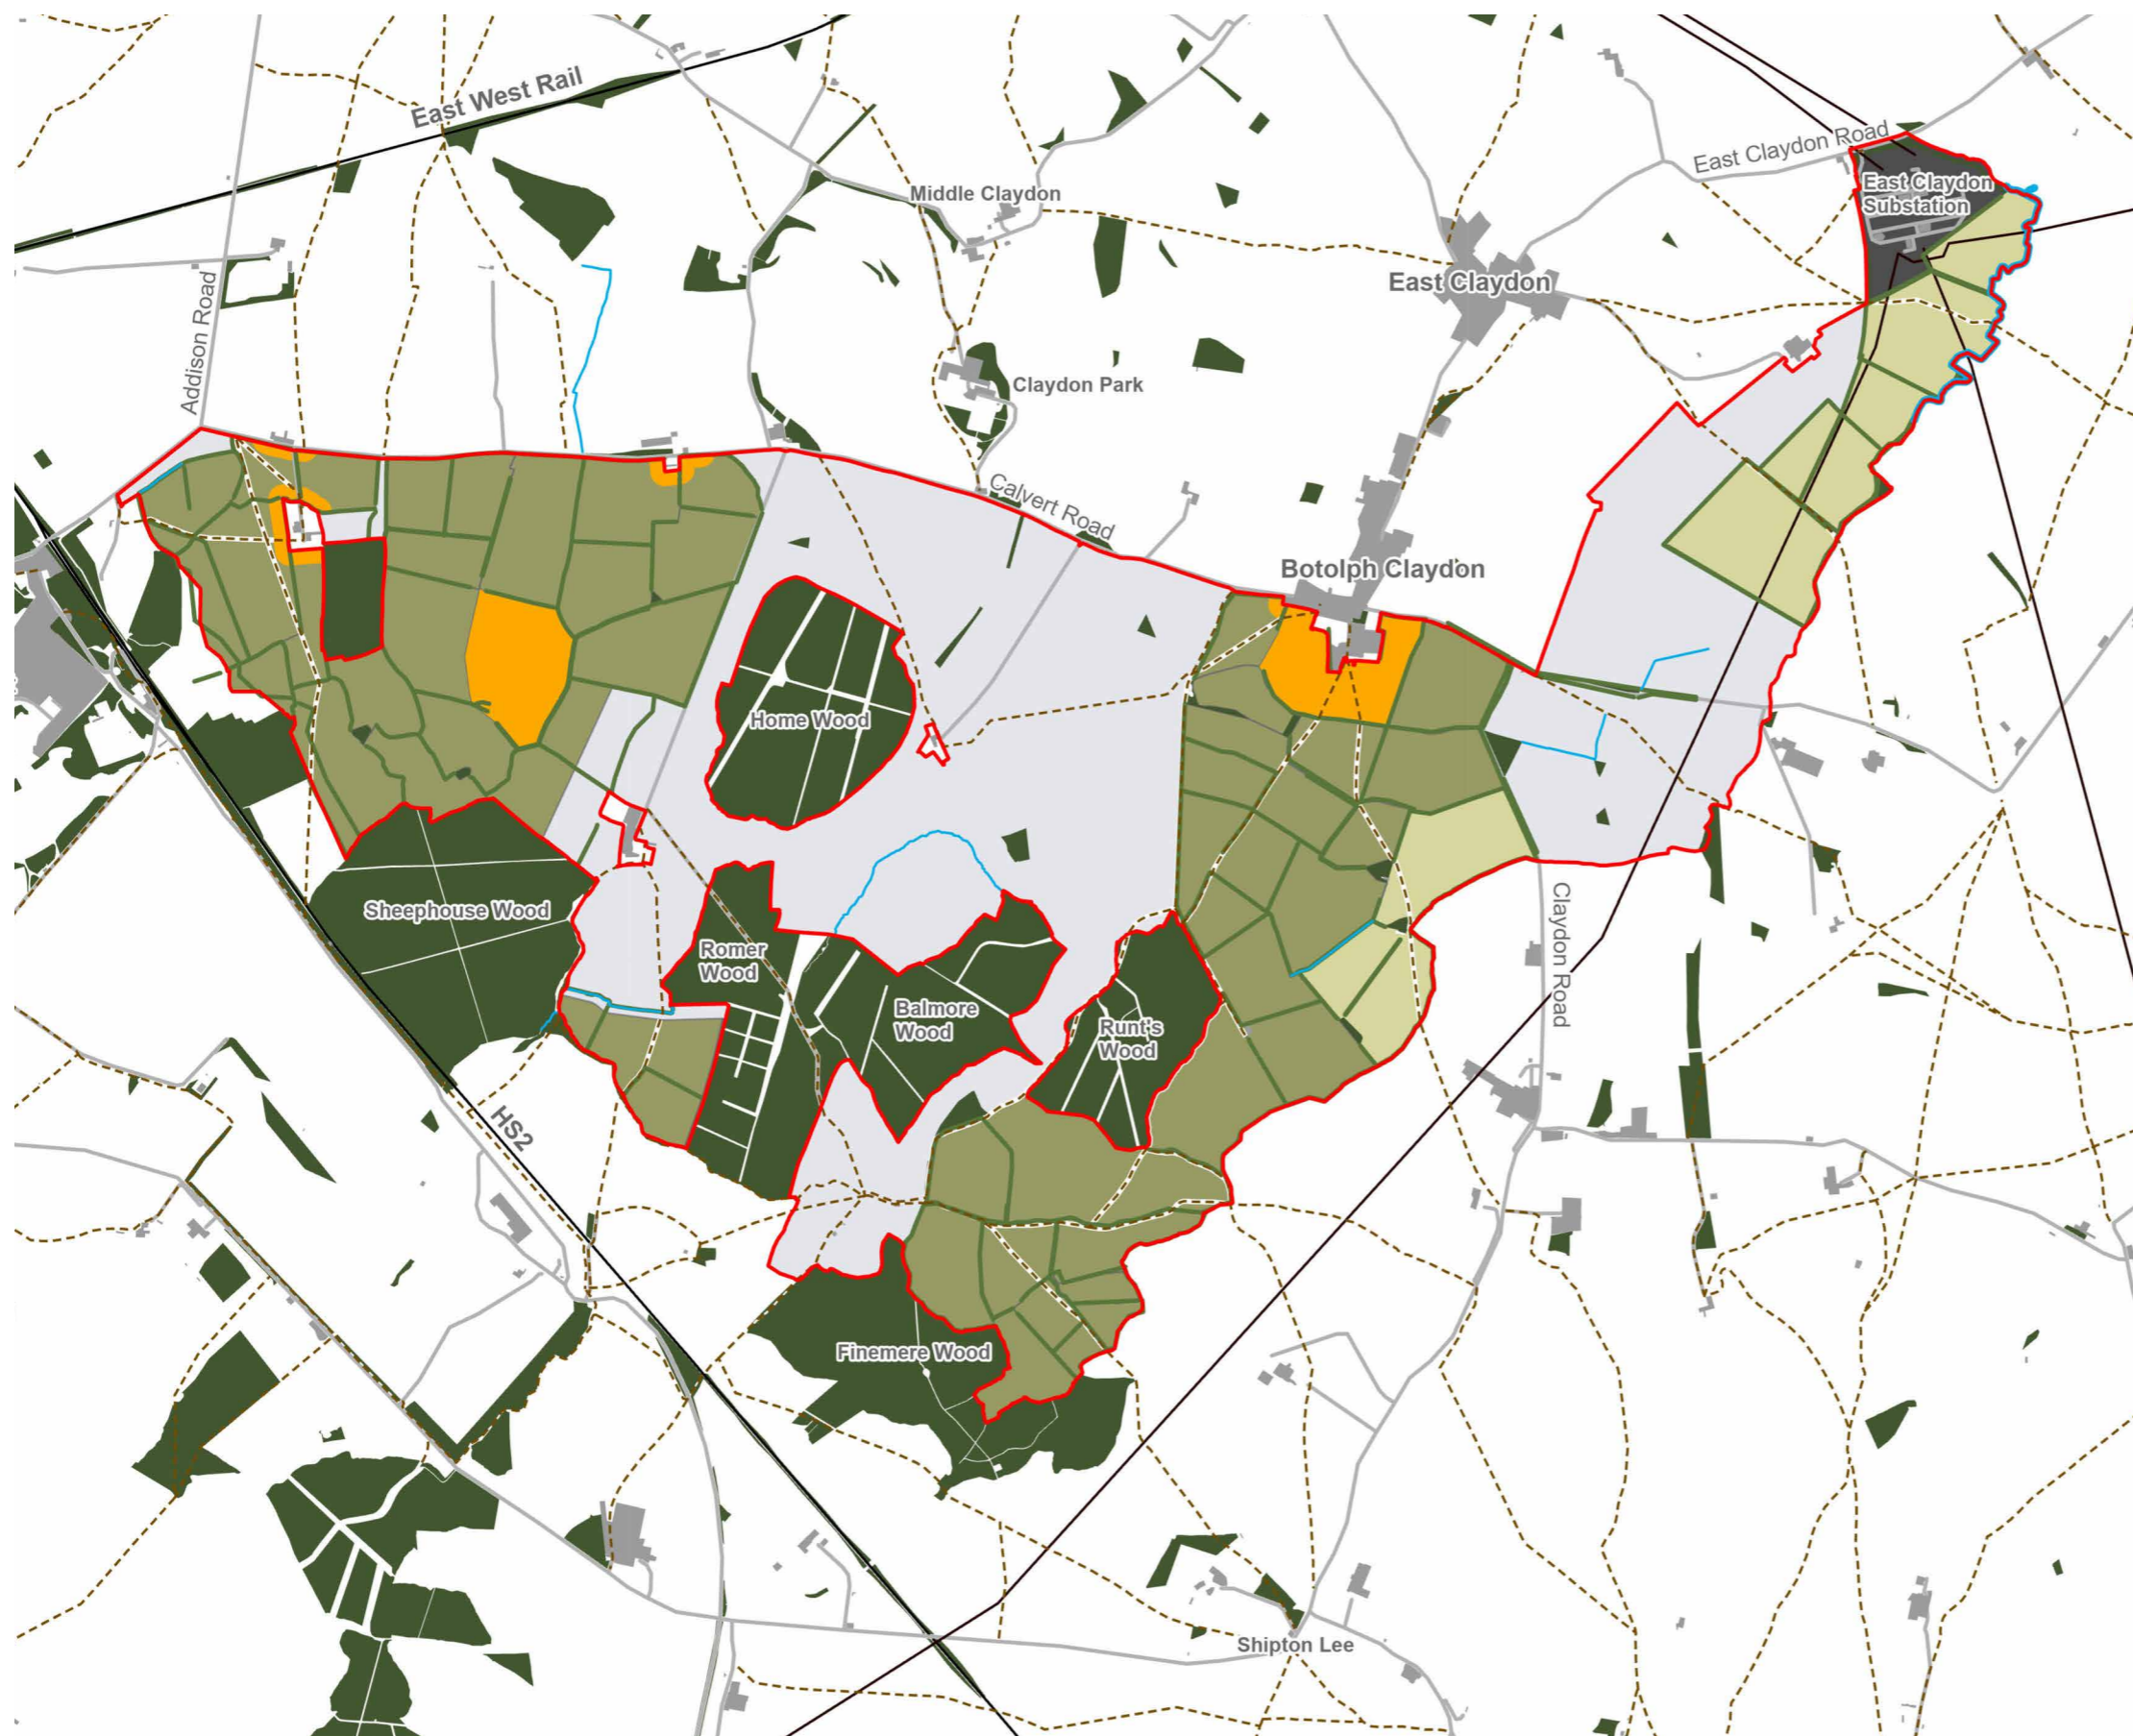 East West Rail
East Claydon Road
East Claydon
Substation
Middle Claydon
East Claydon
Addison Road
Claydon Park
Calvert Road
Botolph Claydon
Home Wood
Sheephouse Wood
Romer
Wood
Balmore
Wood
Runt's
Wood
Claydon Road
HS2
Finemere Wood
Shipton Lee